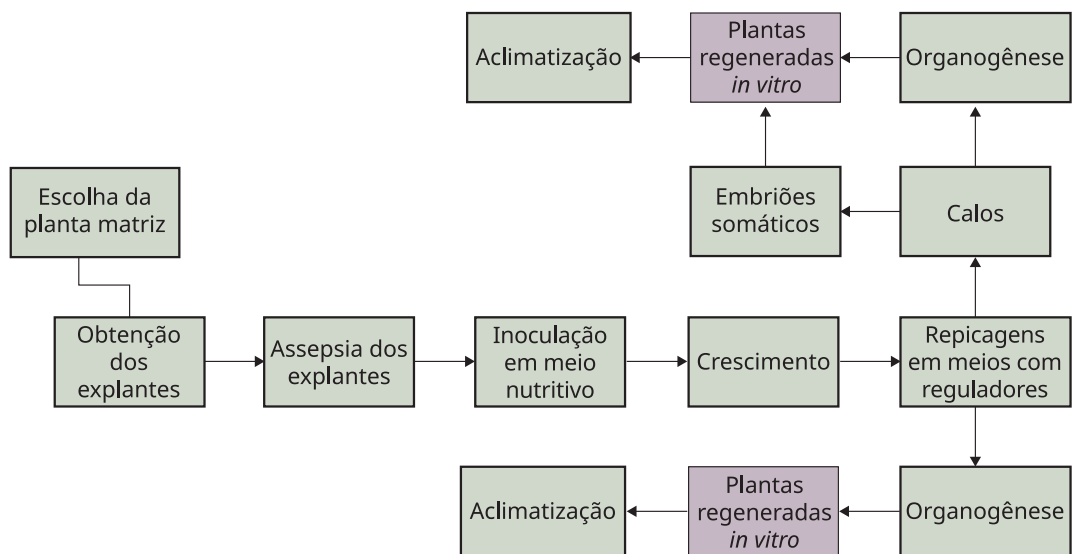 Aclimatização
Plantas
regeneradas
in vitro
Organogênese
Escolha da
planta matriz
Embriões
somáticos
Calos
Obtenção
dos
explantes
Assepsia dos
explantes
Inoculação
em meio
nutritivo
Crescimento
Repicagens
em meios com
reguladores
Aclimatização
Plantas
regeneradas
in vitro
Organogênese